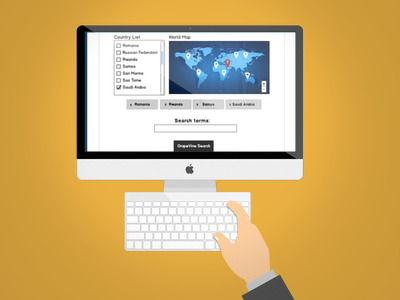 Country List
World Map
Romania
Russian Federation
Rwanda
Samoa
San Marino
Sao Tome
Saudi Arabia
x Romania
x Rwanda
x Samoa
x Saudi Arabia
Search terms:
GrapeVine Search